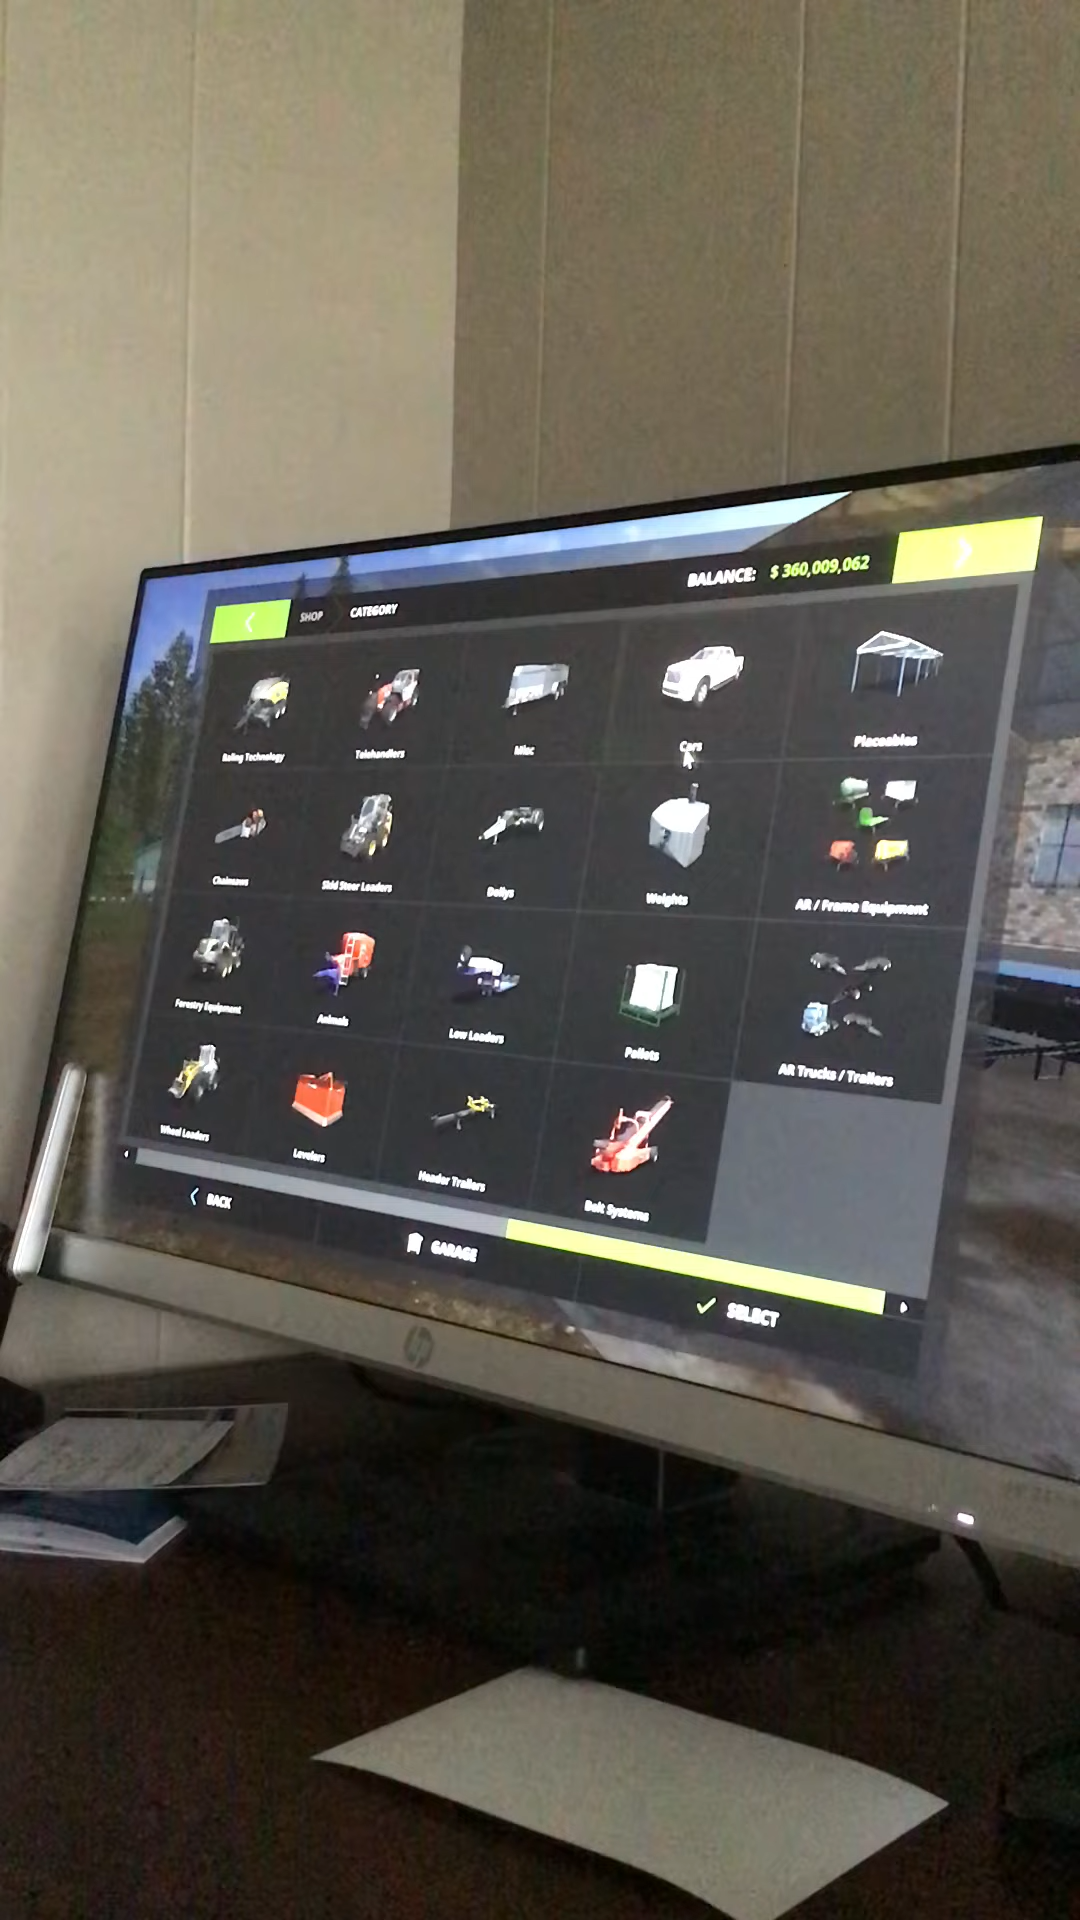 BALANCE: $ 360,009,062
SHOP CATEGORY
Baling Technology Telehandlers Misc Cars Placeables
Chainsaws Skid Steer Loaders Dollys Weights AR / Frame Equipment
Forestry Equipment Animals Low Loaders Pallets AR Trucks / Trailers
Wheel Loaders Levelers Header Trailers Belt Systems
BACK GARAGE SELECT
hp